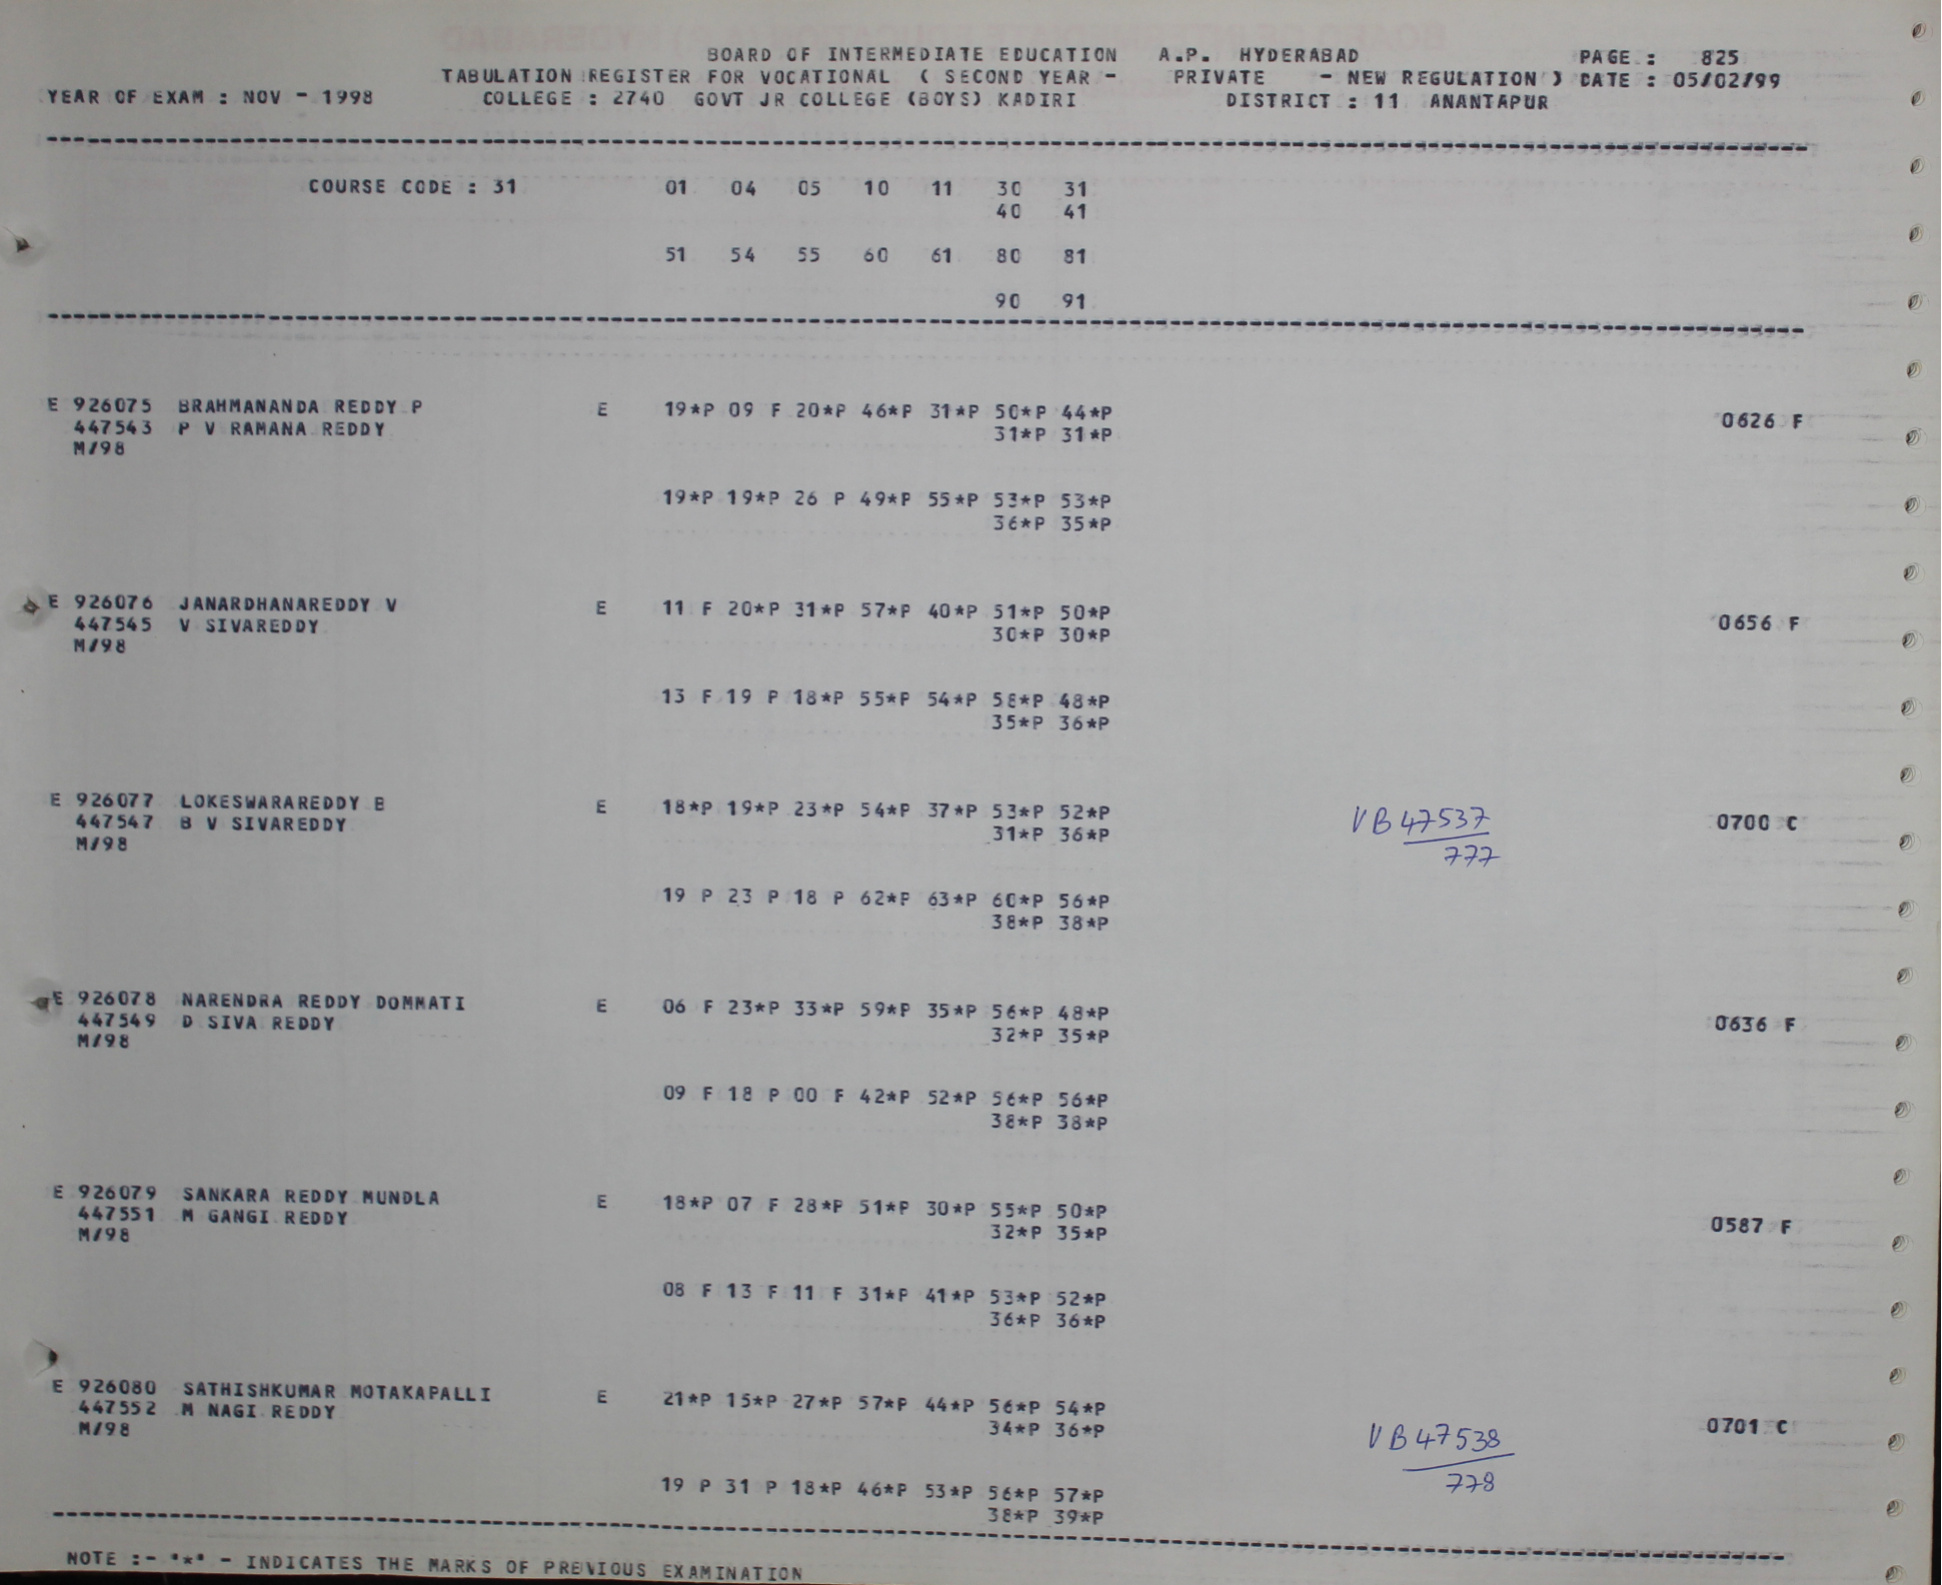 BOARD OF INTERMEDIATE EDUCATION A.P. HYDERABAD PAGE : 825
TABULATION REGISTER FOR VOCATIONAL ( SECOND YEAR - PRIVATE - NEW REGULATION ) DATE : 05/02/99
YEAR OF EXAM : NOV - 1998 COLLEGE : 2740 GOVT JR COLLEGE (BOYS) KADIRI DISTRICT : 11 ANANTAPUR
COURSE CODE : 31 01 04 05 10 11 30 31
40 41
51 54 55 60 61 80 81
90 91
E 926075 BRAHMANANDA REDDY P E 19*P 09 F 20*P 46*P 31*P 50*P 44*P 0626 F
447543 P V RAMANA REDDY 31*P 31*P
M/98
19*P 19*P 26 P 49*P 55*P 53*P 53*P
36*P 35*P
E 926076 JANARDHANAREDDY V E 11 F 20*P 31*P 57*P 40*P 51*P 50*P 0656 F
447545 V SIVAREDDY 30*P 30*P
M/98
13 F 19 P 18*P 55*P 54*P 58*P 48*P
35*P 36*P
E 926077 LOKESWARAREDDY B E 18*P 19*P 23*P 54*P 37*P 53*P 52*P VB 47537 0700 C
447547 B V SIVAREDDY 31*P 36*P 777
M/98
19 P 23 P 18 P 62*P 63*P 60*P 56*P
38*P 38*P
E 926078 NARENDRA REDDY DOMMATI E 06 F 23*P 33*P 59*P 35*P 56*P 48*P 0636 F
447549 D SIVA REDDY 32*P 35*P
M/98
09 F 18 P 00 F 42*P 52*P 56*P 56*P
38*P 38*P
E 926079 SANKARA REDDY MUNDLA E 18*P 07 F 28*P 51*P 30*P 55*P 50*P 0587 F
447551 M GANGI REDDY 32*P 35*P
M/98
08 F 13 F 11 F 31*P 41*P 53*P 52*P
36*P 36*P
E 926080 SATHISHKUMAR MOTAKAPALLI E 21*P 15*P 27*P 57*P 44*P 56*P 54*P 0701 C
447552 M NAGI REDDY 34*P 36*P VB 47538
M/98 778
19 P 31 P 18*P 46*P 53*P 56*P 57*P
38*P 39*P
NOTE :- "*" - INDICATES THE MARKS OF PREVIOUS EXAMINATION